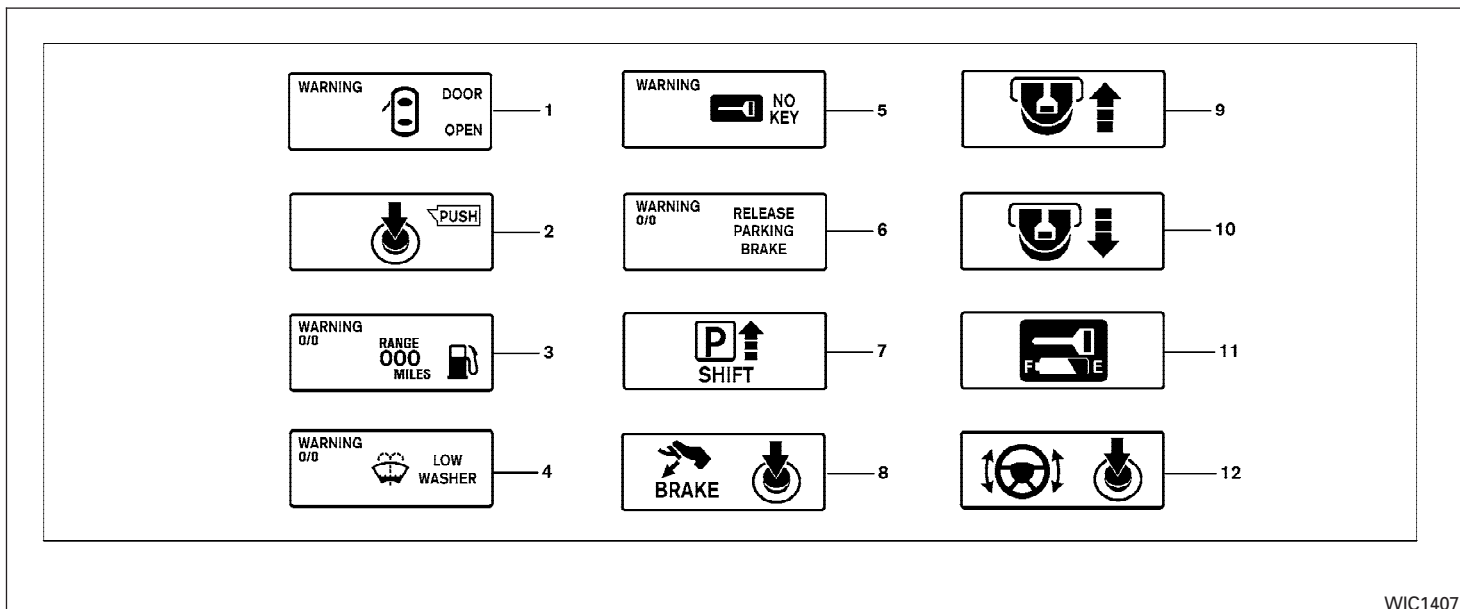 WARNING
DOOR
OPEN
1
PUSH
2
WARNING
0/0
RANGE
000
MILES
3
WARNING
0/0
LOW
WASHER
4
WARNING
NO
KEY
5
WARNING
0/0
RELEASE
PARKING
BRAKE
6
P
SHIFT
7
BRAKE
8
9
10
F E
11
12
WIC1407